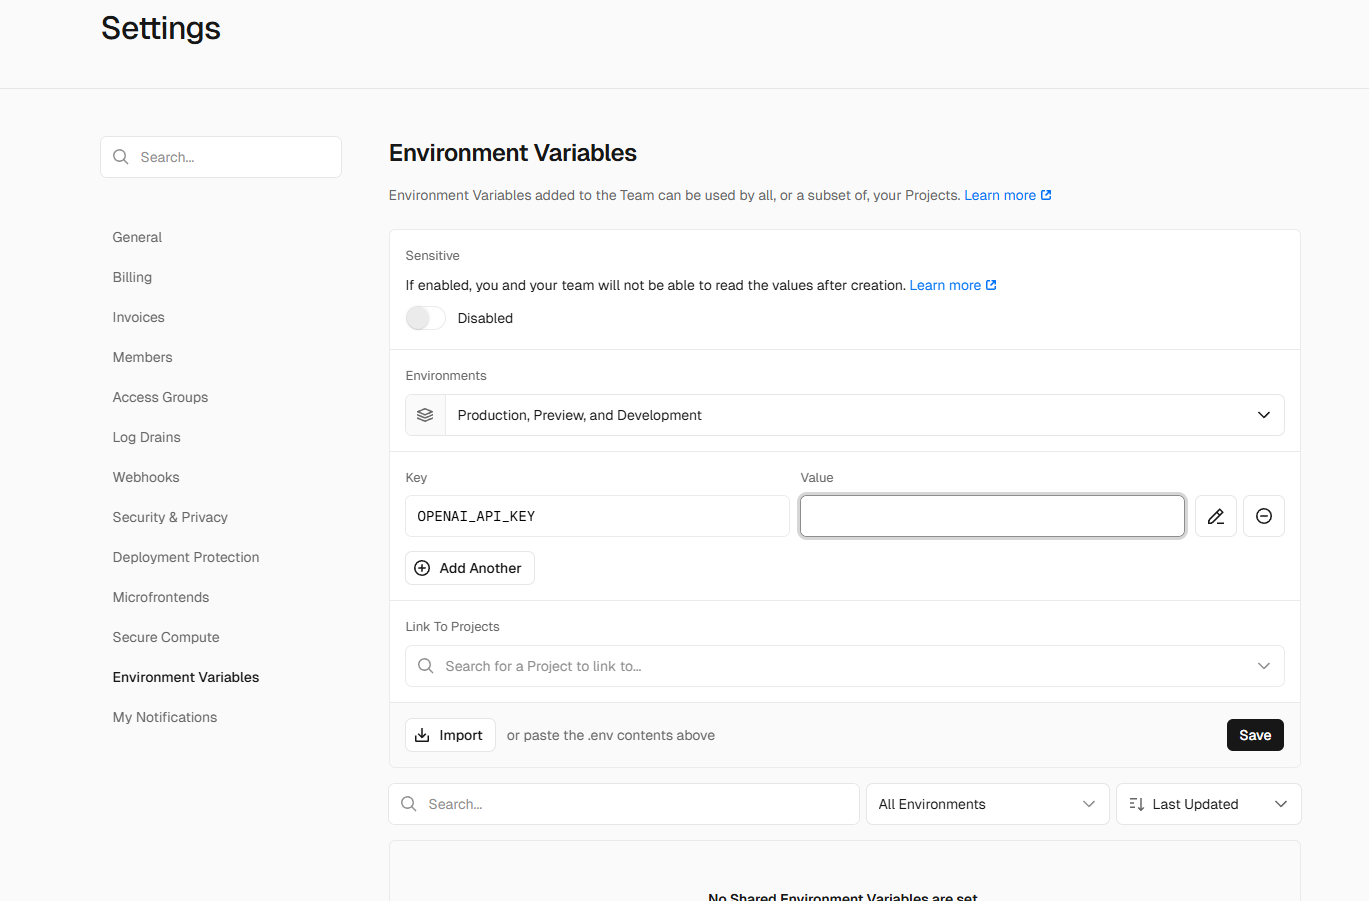 Settings
Search...
General
Billing
Invoices
Members
Access Groups
Log Drains
Webhooks
Security & Privacy
Deployment Protection
Microfrontends
Secure Compute
Environment Variables
My Notifications
Environment Variables
Environment Variables added to the Team can be used by all, or a subset of, your Projects. Learn more
Sensitive
If enabled, you and your team will not be able to read the values after creation. Learn more
Disabled
Environments
Production, Preview, and Development
Key Value
OPENAI_API_KEY
Add Another
Link To Projects
Search for a Project to link to...
Import or paste the .env contents above Save
Search... All Environments Last Updated
No Shared Environment Variables are set